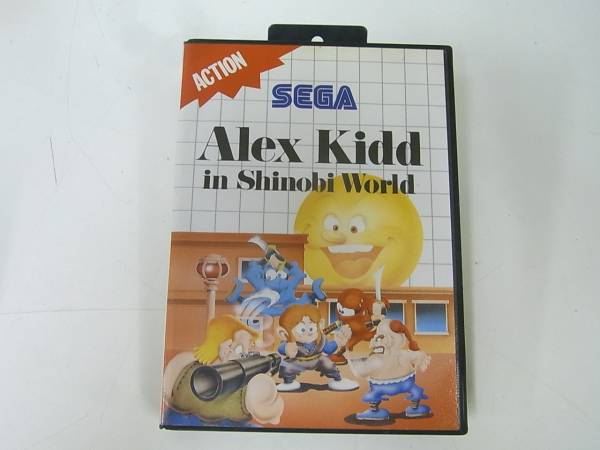 ACTION
SEGA
Alex Kidd
in Shinobi World